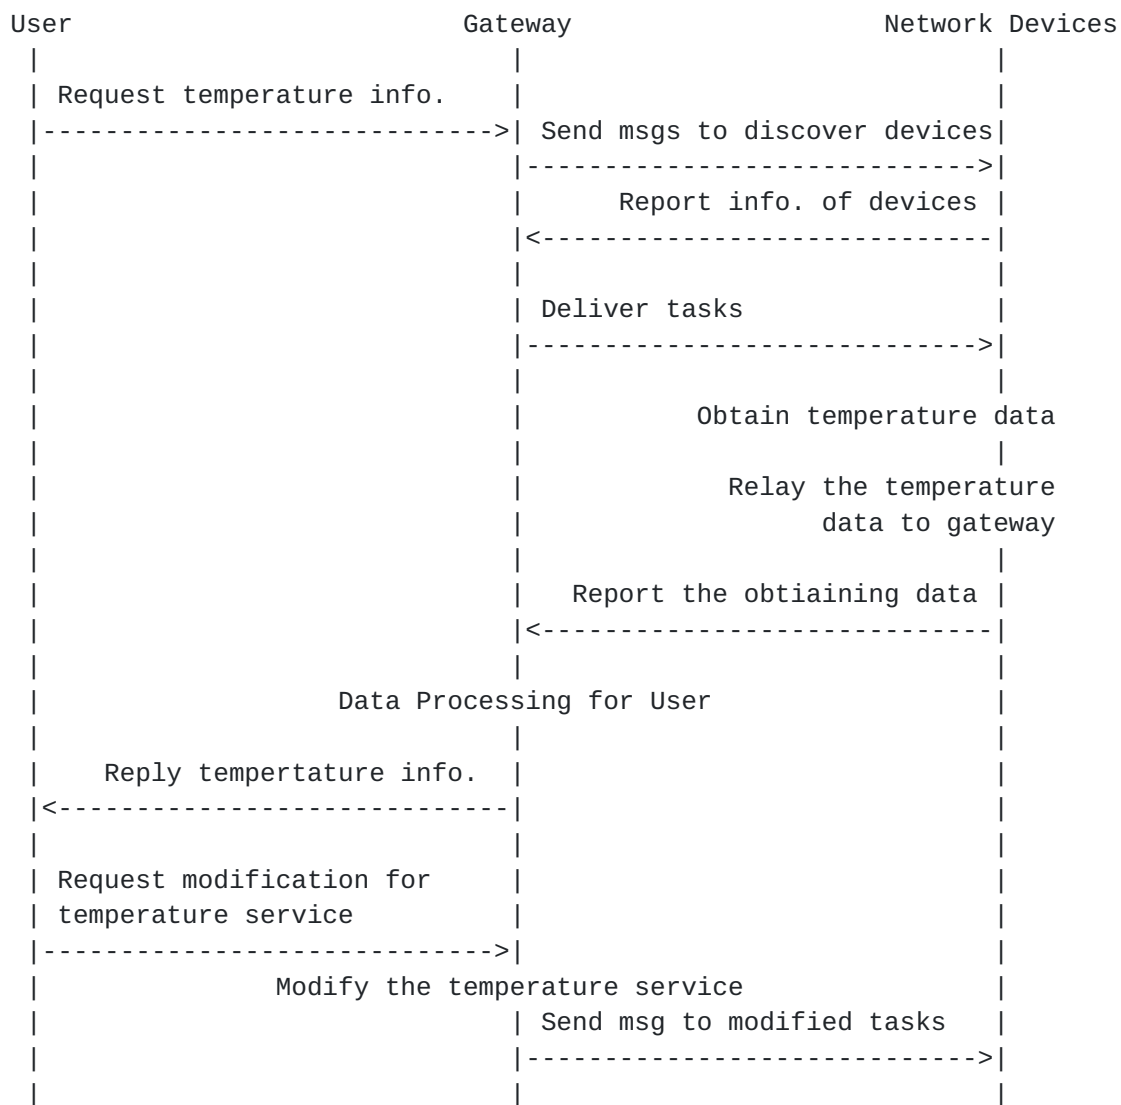 User Gateway Network Devices
Request temperature info.
Send msgs to discover devices
Report info. of devices
Deliver tasks
Obtain temperature data
Relay the temperature
data to gateway
Report the obtiaining data
Data Processing for User
Reply tempertature info.
Request modification for
temperature service
Modify the temperature service
Send msg to modified tasks